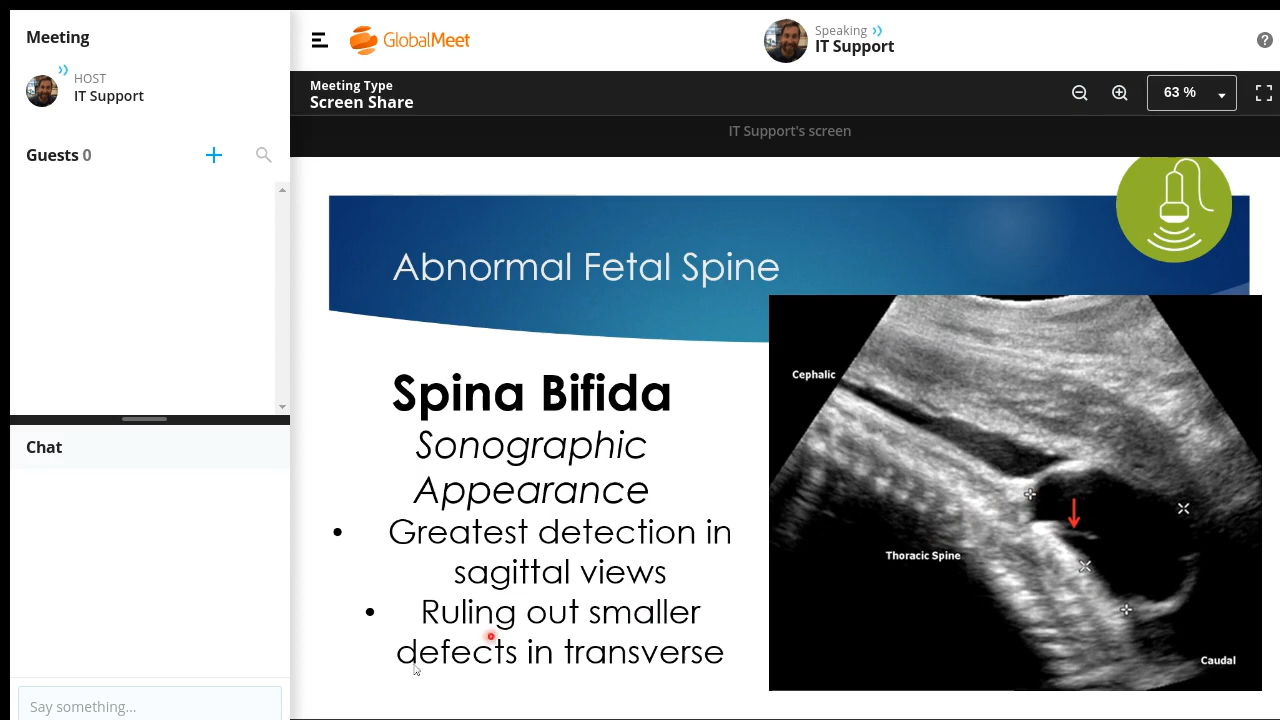 Meeting
HOST
IT Support
Guests 0
Chat
Say something...
GlobalMeet
Speaking
IT Support
?
Meeting Type
Screen Share
63 %
IT Support's screen
Abnormal Fetal Spine
Spina Bifida
Sonographic
Appearance
• Greatest detection in
sagittal views
• Ruling out smaller
defects in transverse
Cephalic
Thoracic Spine
Caudal